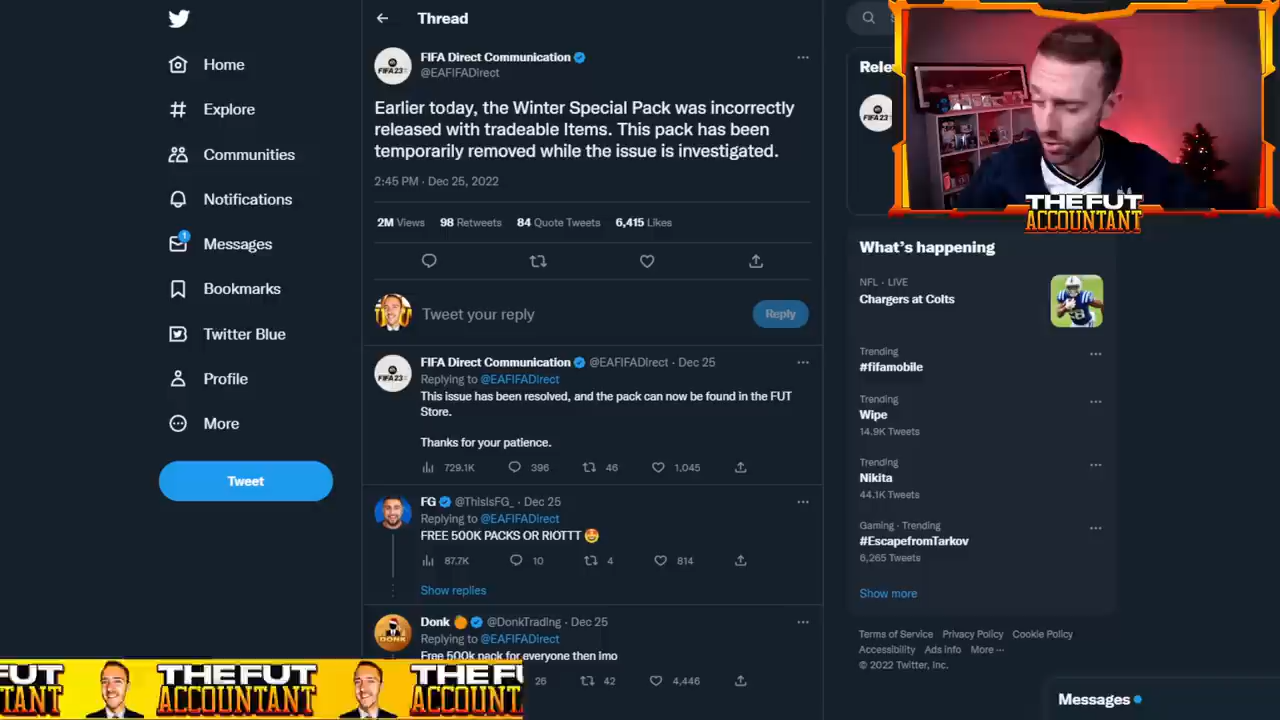 Home
Explore
Communities
Notifications
Messages
1
Bookmarks
Twitter Blue
Profile
More
Tweet
Thread
FIFA Direct Communication
@EAFIFADirect
Earlier today, the Winter Special Pack was incorrectly
released with tradeable Items. This pack has been
temporarily removed while the issue is investigated.
2:45 PM · Dec 25, 2022
2M Views 98 Retweets 84 Quote Tweets 6,415 Likes
Tweet your reply
Reply
FIFA Direct Communication @EAFIFADirect · Dec 25
Replying to @EAFIFADirect
This issue has been resolved, and the pack can now be found in the FUT
Store.
Thanks for your patience.
729.1K 396 46 1,045
FG @ThisIsFG_ · Dec 25
Replying to @EAFIFADirect
FREE 500K PACKS OR RIOTTT 🤩
87.7K 10 4 814
Show replies
Donk 🍊 @DonkTrading · Dec 25
Replying to @EAFIFADirect
Free 500k pack for everyone then imo
26 42 4,446
Rele
FIFA 23
THE FUT
ACCOUNTANT
What's happening
NFL · LIVE
Chargers at Colts
Trending
#fifamobile
Trending
Wipe
14.9K Tweets
Trending
Nikita
44.1K Tweets
Gaming · Trending
#EscapefromTarkov
6,265 Tweets
Show more
Terms of Service Privacy Policy Cookie Policy
Accessibility Ads info More ···
© 2022 Twitter, Inc.
Messages
FUT
TANT
THE FUT
ACCOUNTANT
THE FU
ACCOUN